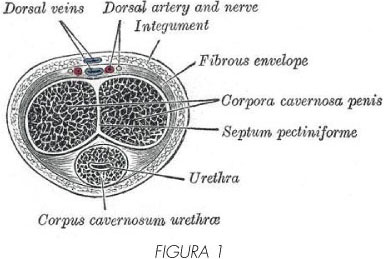 Dorsal veins
Dorsal artery and nerve
Integument
Fibrous envelope
Corpora cavernosa penis
Septum pectiniforme
Urethra
Corpus cavernosum urethræ
FIGURA 1